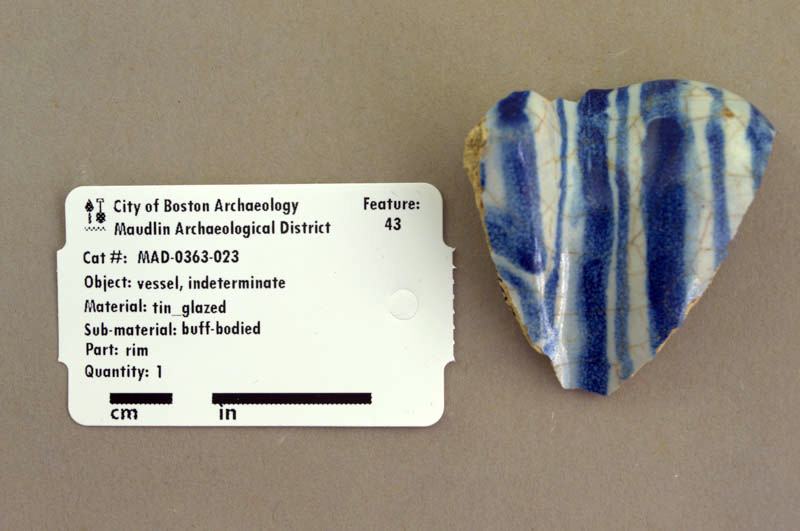 City of Boston Archaeology
Maudlin Archaeological District
Feature:
43
Cat #: MAD-0363-023
Object: vessel, indeterminate
Material: tin_glazed
Sub-material: buff-bodied
Part: rim
Quantity: 1
cm in